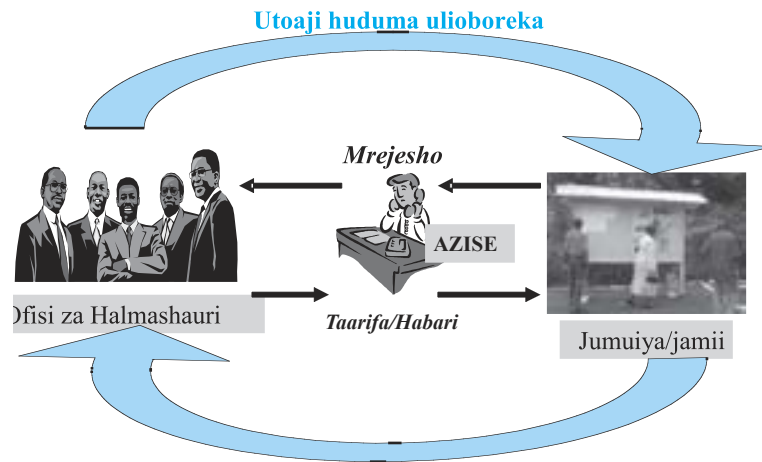 Utoaji huduma ulioboreka
Mrejesho
AZISE
Ofisi za Halmashauri
Taarifa/Habari
Jumuiya/jamii